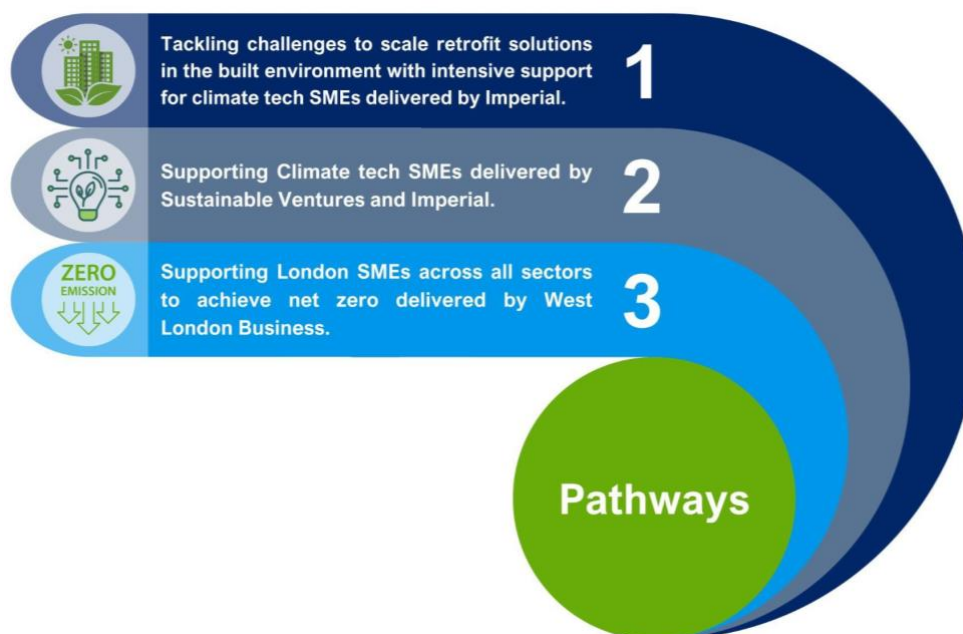 Tackling challenges to scale retrofit solutions
in the built environment with intensive support
for climate tech SMEs delivered by Imperial.
1
Supporting Climate tech SMEs delivered by
Sustainable Ventures and Imperial.
2
ZERO
EMISSION
Supporting London SMEs across all sectors
to achieve net zero delivered by West
London Business.
3
Pathways